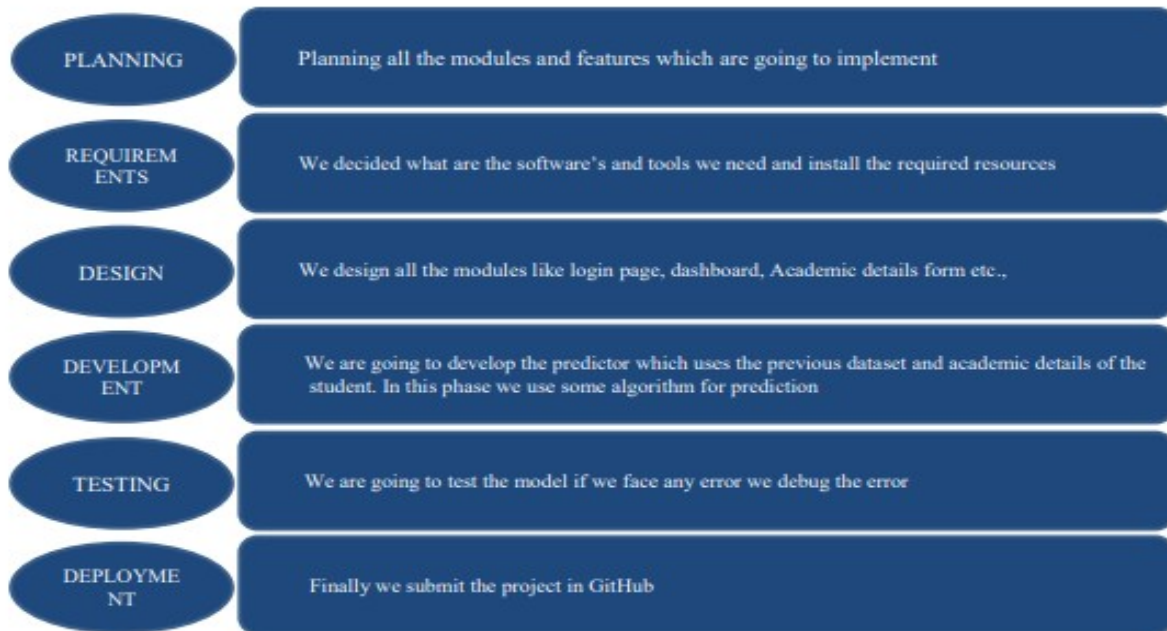 PLANNING
Planning all the modules and features which are going to implement
REQUIREM
ENTS
We decided what are the software's and tools we need and install the required resources
DESIGN
We design all the modules like login page, dashboard, Academic details form etc.,
DEVELOPM
ENT
We are going to develop the predictor which uses the previous dataset and academic details of the
student. In this phase we use some algorithm for prediction
TESTING
We are going to test the model if we face any error we debug the error
DEPLOYME
NT
Finally we submit the project in GitHub